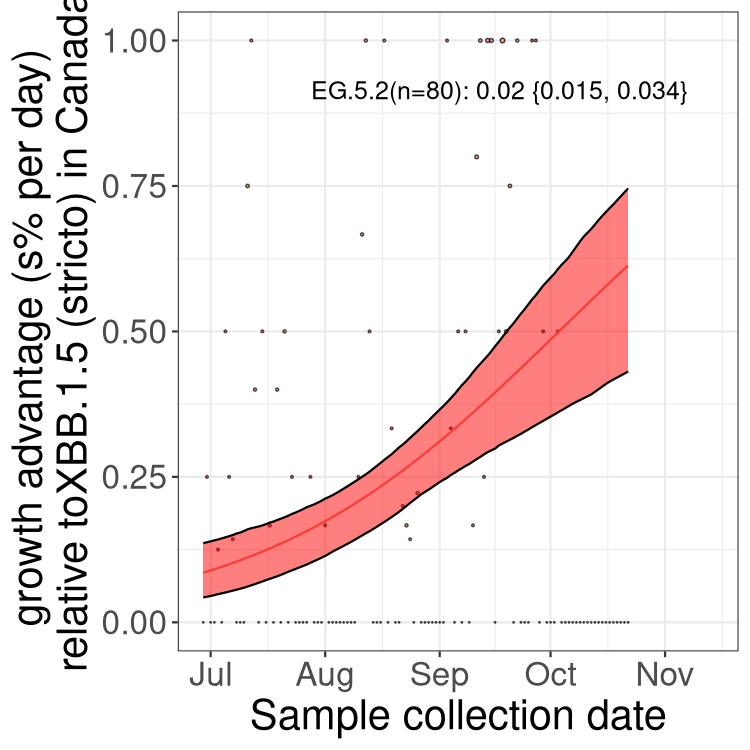 growth advantage (s% per day)
relative toXBB.1.5 (stricto) in Canada
1.00
0.75
0.50
0.25
0.00
EG.5.2(n=80): 0.02 {0.015, 0.034}
Jul Aug Sep Oct Nov
Sample collection date